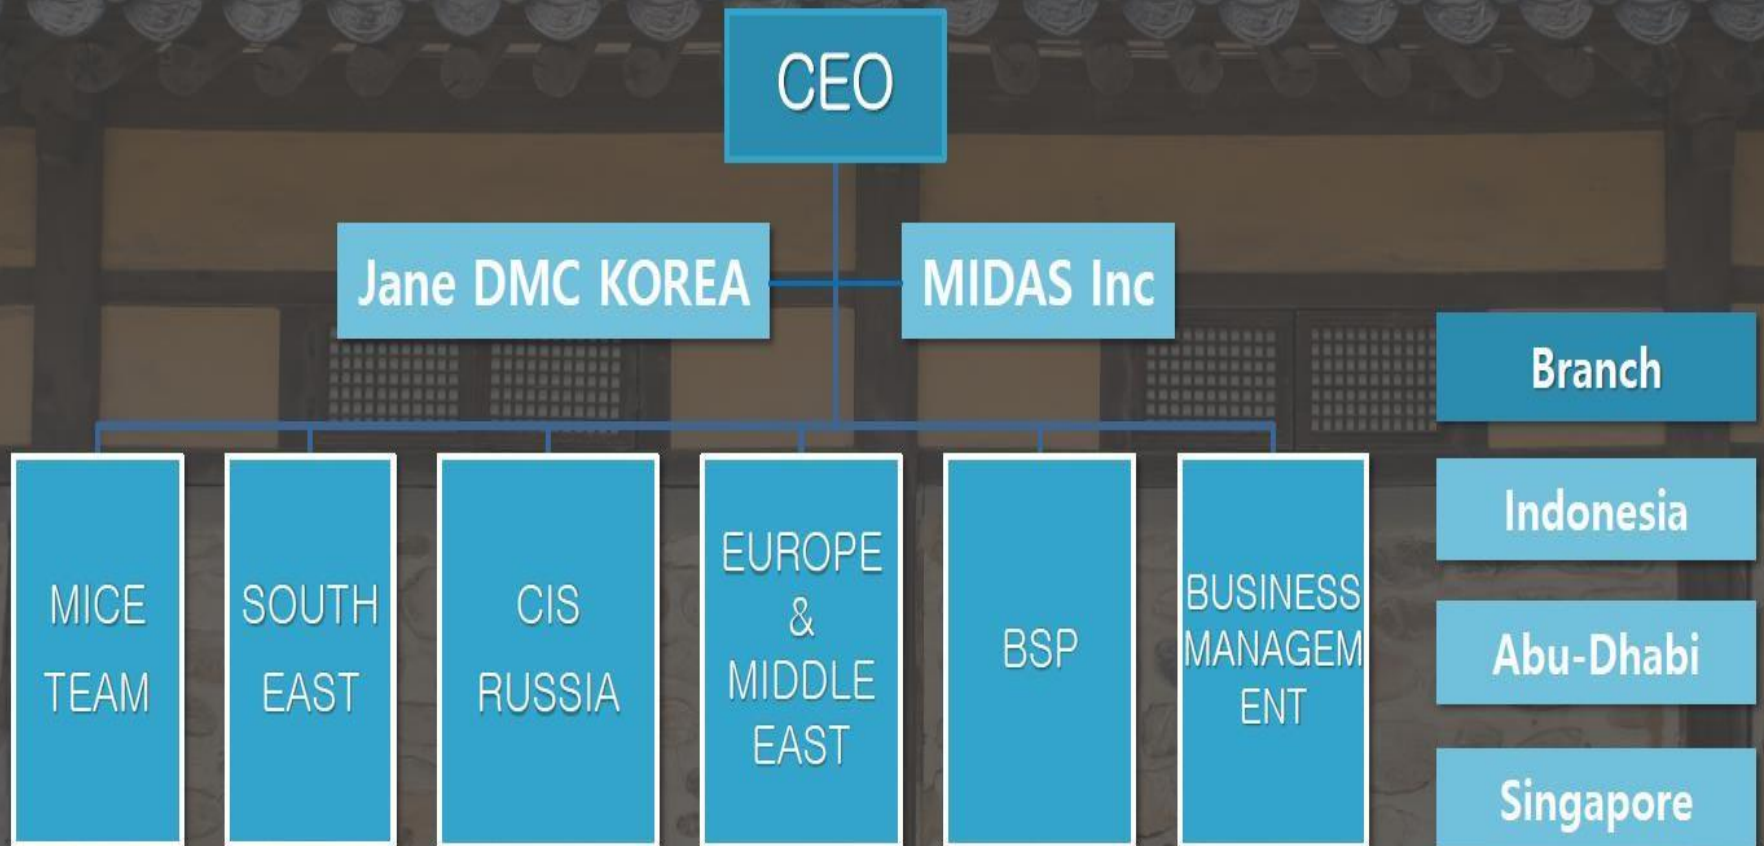 CEO
Jane DMC KOREA
MIDAS Inc
Branch
MICE
TEAM
SOUTH
EAST
CIS
RUSSIA
EUROPE
&
MIDDLE
EAST
BSP
BUSINESS
MANAGEM
ENT
Indonesia
Abu-Dhabi
Singapore